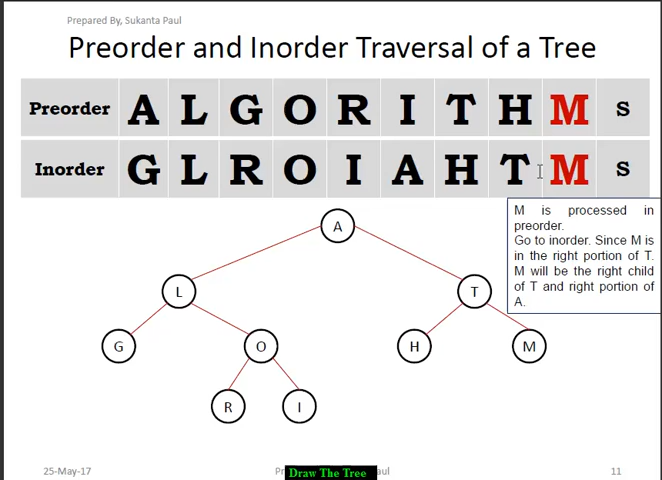 Prepared By, Sukanta Paul
Preorder and Inorder Traversal of a Tree
Preorder A L G O R I T H M S
Inorder G L R O I A H T M S
M is processed in
preorder.
Go to inorder. Since M is
in the right portion of T.
M will be the right child
of T and right portion of
A.
A
L T
G O H M
R I
25-May-17 aul 11
Draw The Tree